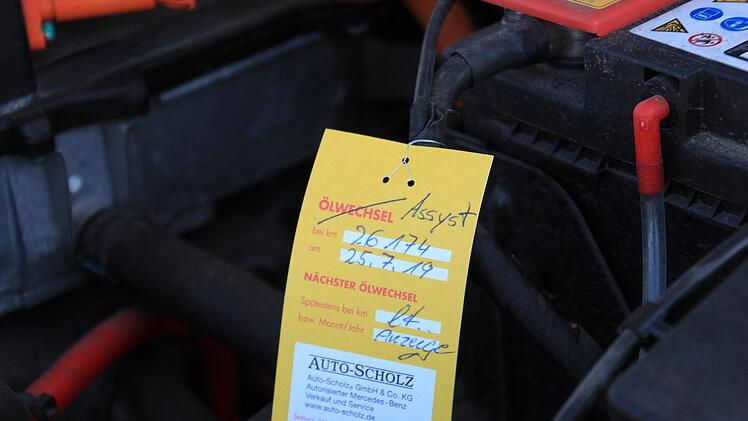 ÖLWECHSEL Assyst
bei km 26 174
am 25.7.19
NÄCHSTER ÖLWECHSEL
Spätestens bei km lt.
bzw. Monat/Jahr Anzeige
AUTO-SCHOLZ
Auto-Scholz GmbH & Co. KG
Autorisierter Mercedes-Benz
Verkauf und Service
www.auto-scholz.de